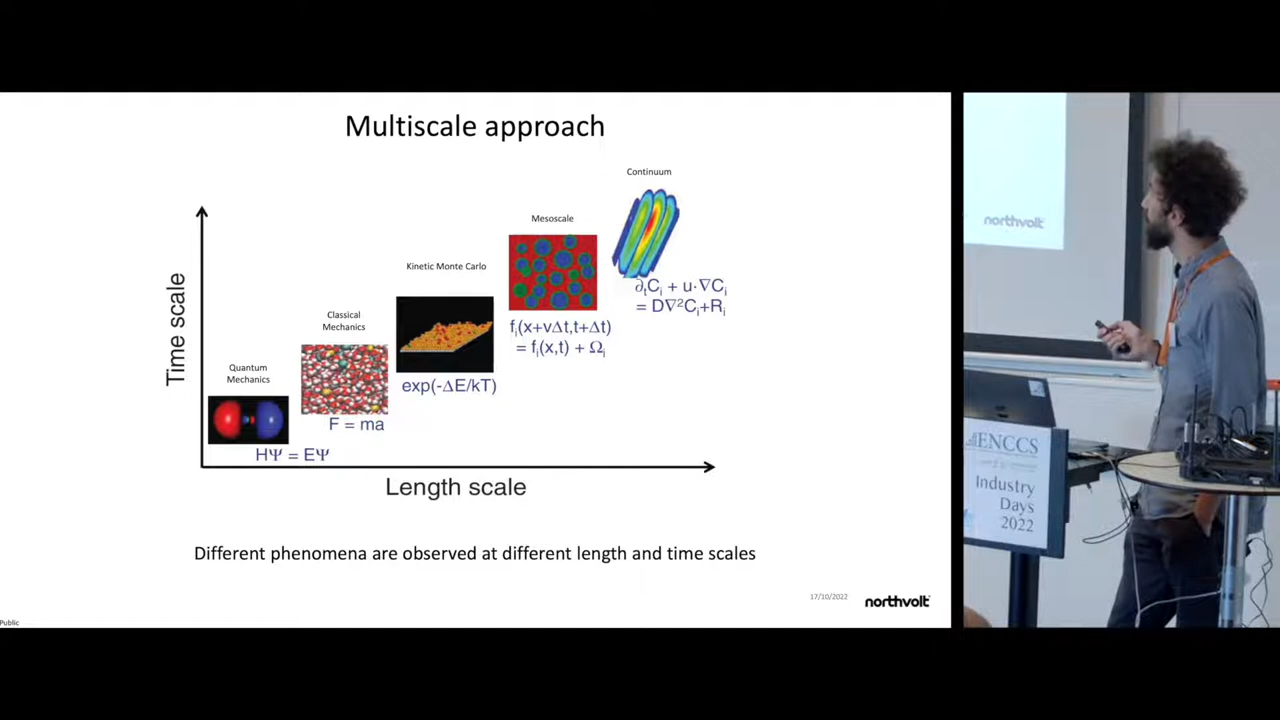 Multiscale approach
Continuum
Mesoscale
Kinetic Monte Carlo
Classical
Mechanics
Quantum
Mechanics
Time scale
∂tCi + u·∇Ci
= D∇²Ci+Ri
fi(x+vΔt,t+Δt)
= fi(x,t) + Ωi
exp(-ΔE/kT)
F = ma
HΨ = EΨ
Length scale
Different phenomena are observed at different length and time scales
17/10/2022
northvolt
Public
northvolt
ENCCS
Industry
Days
2022